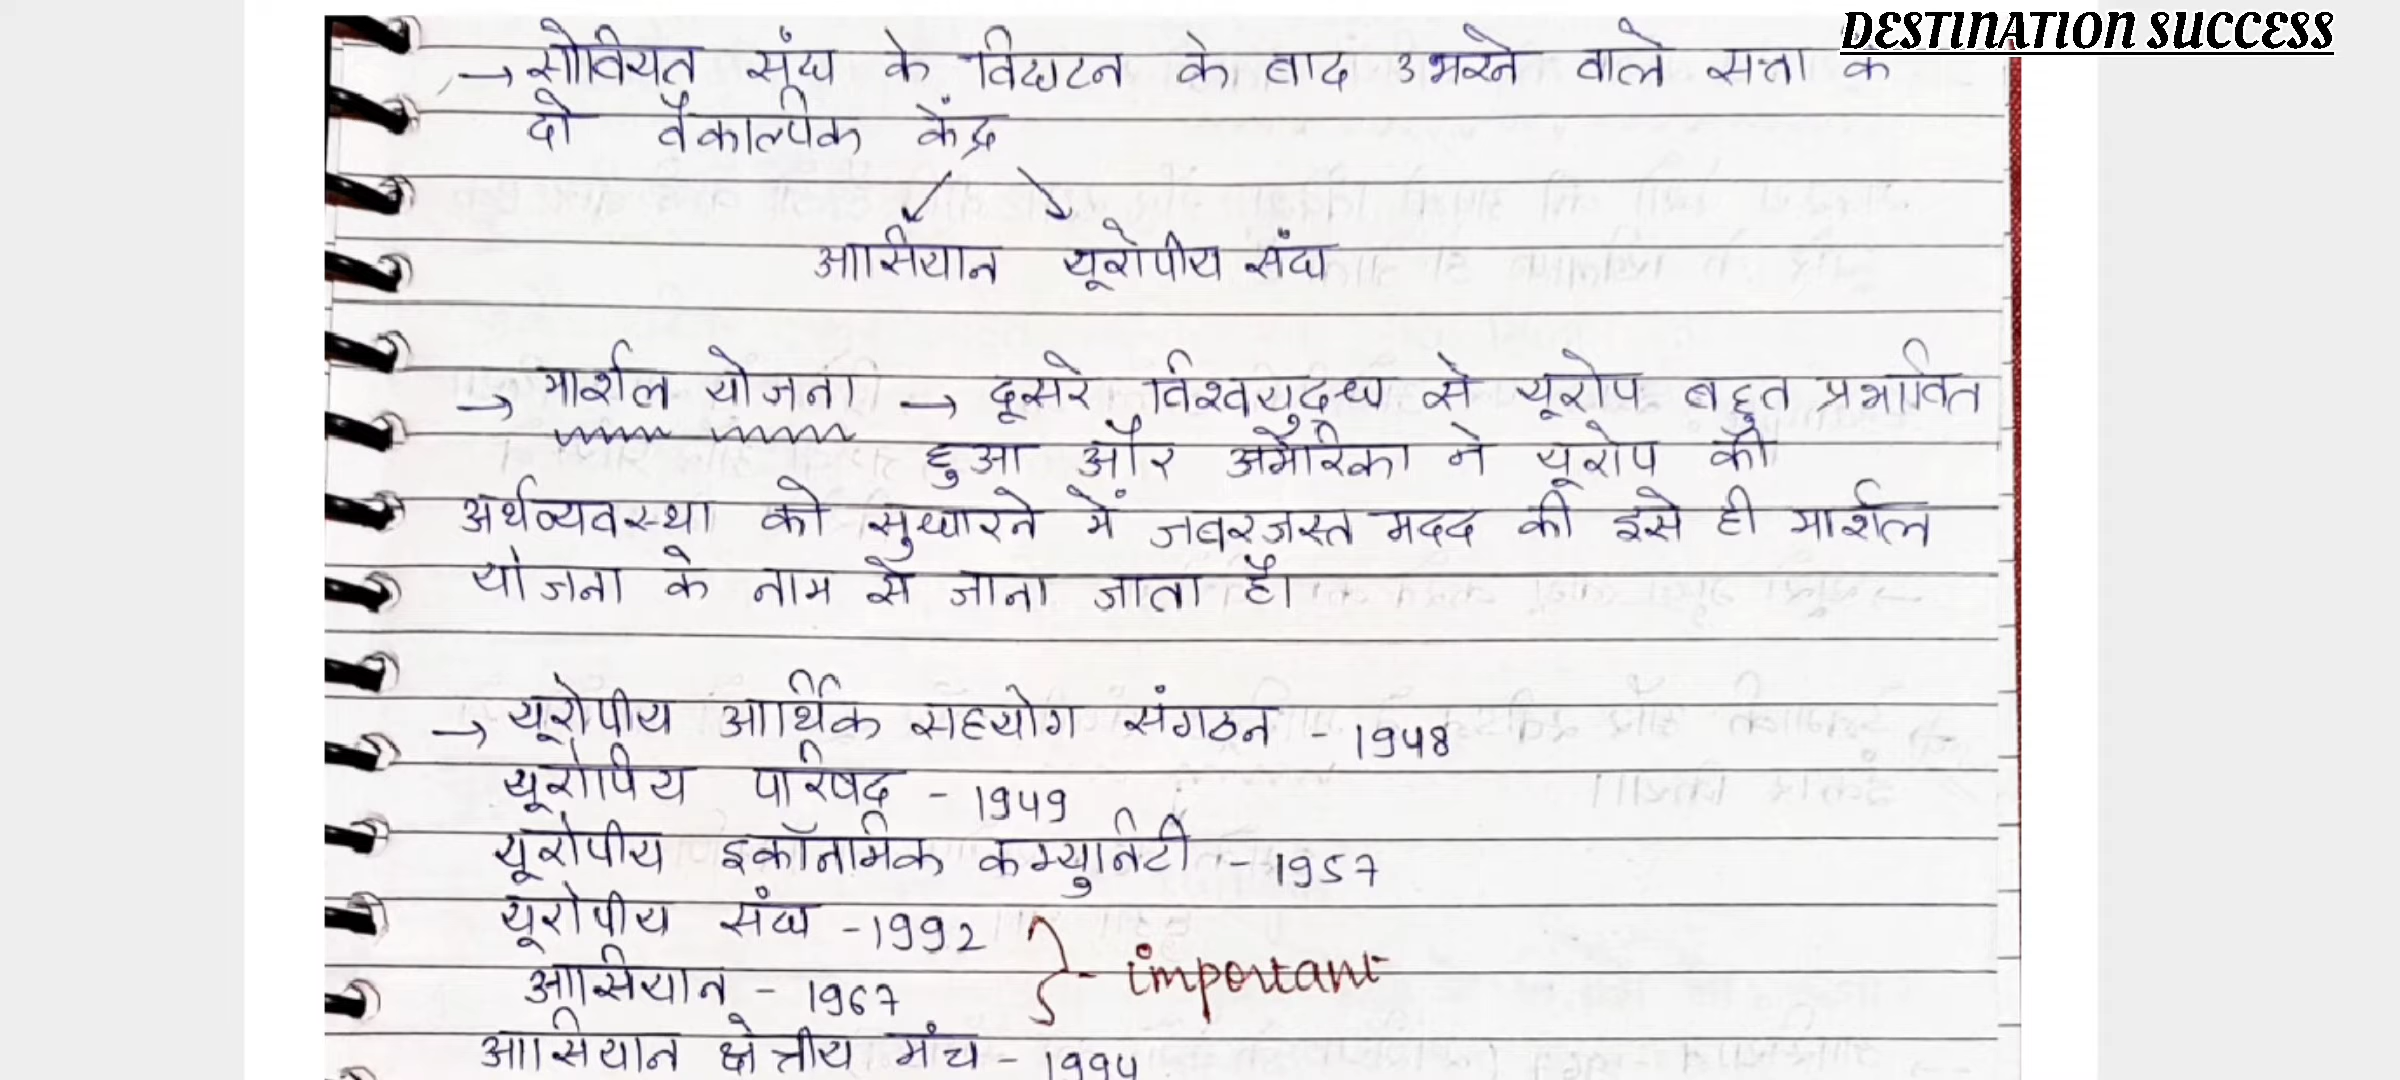 DESTINATION SUCCESS
→ सोवियत संघ के विघटन के बाद उभरने वाले सत्ता के
दो वैकल्पिक केंद्र
आसियान यूरोपीय संघ
→ मार्शल योजना → दूसरे विश्वयुद्ध से यूरोप बहुत प्रभावित
हुआ और अमेरिका ने यूरोप की
अर्थव्यवस्था को सुधारने में जबरजस्त मदद की इसे ही मार्शल
योजना के नाम से जाना जाता है।
→ यूरोपीय आर्थिक सहयोग संगठन - 1948
यूरोपिय परिषद - 1949
यूरोपीय इकॉनमिक कम्युनिटी - 1957
यूरोपीय संघ - 1992
} - important
आसियान - 1967
आसियान क्षेत्रीय मंच - 1994